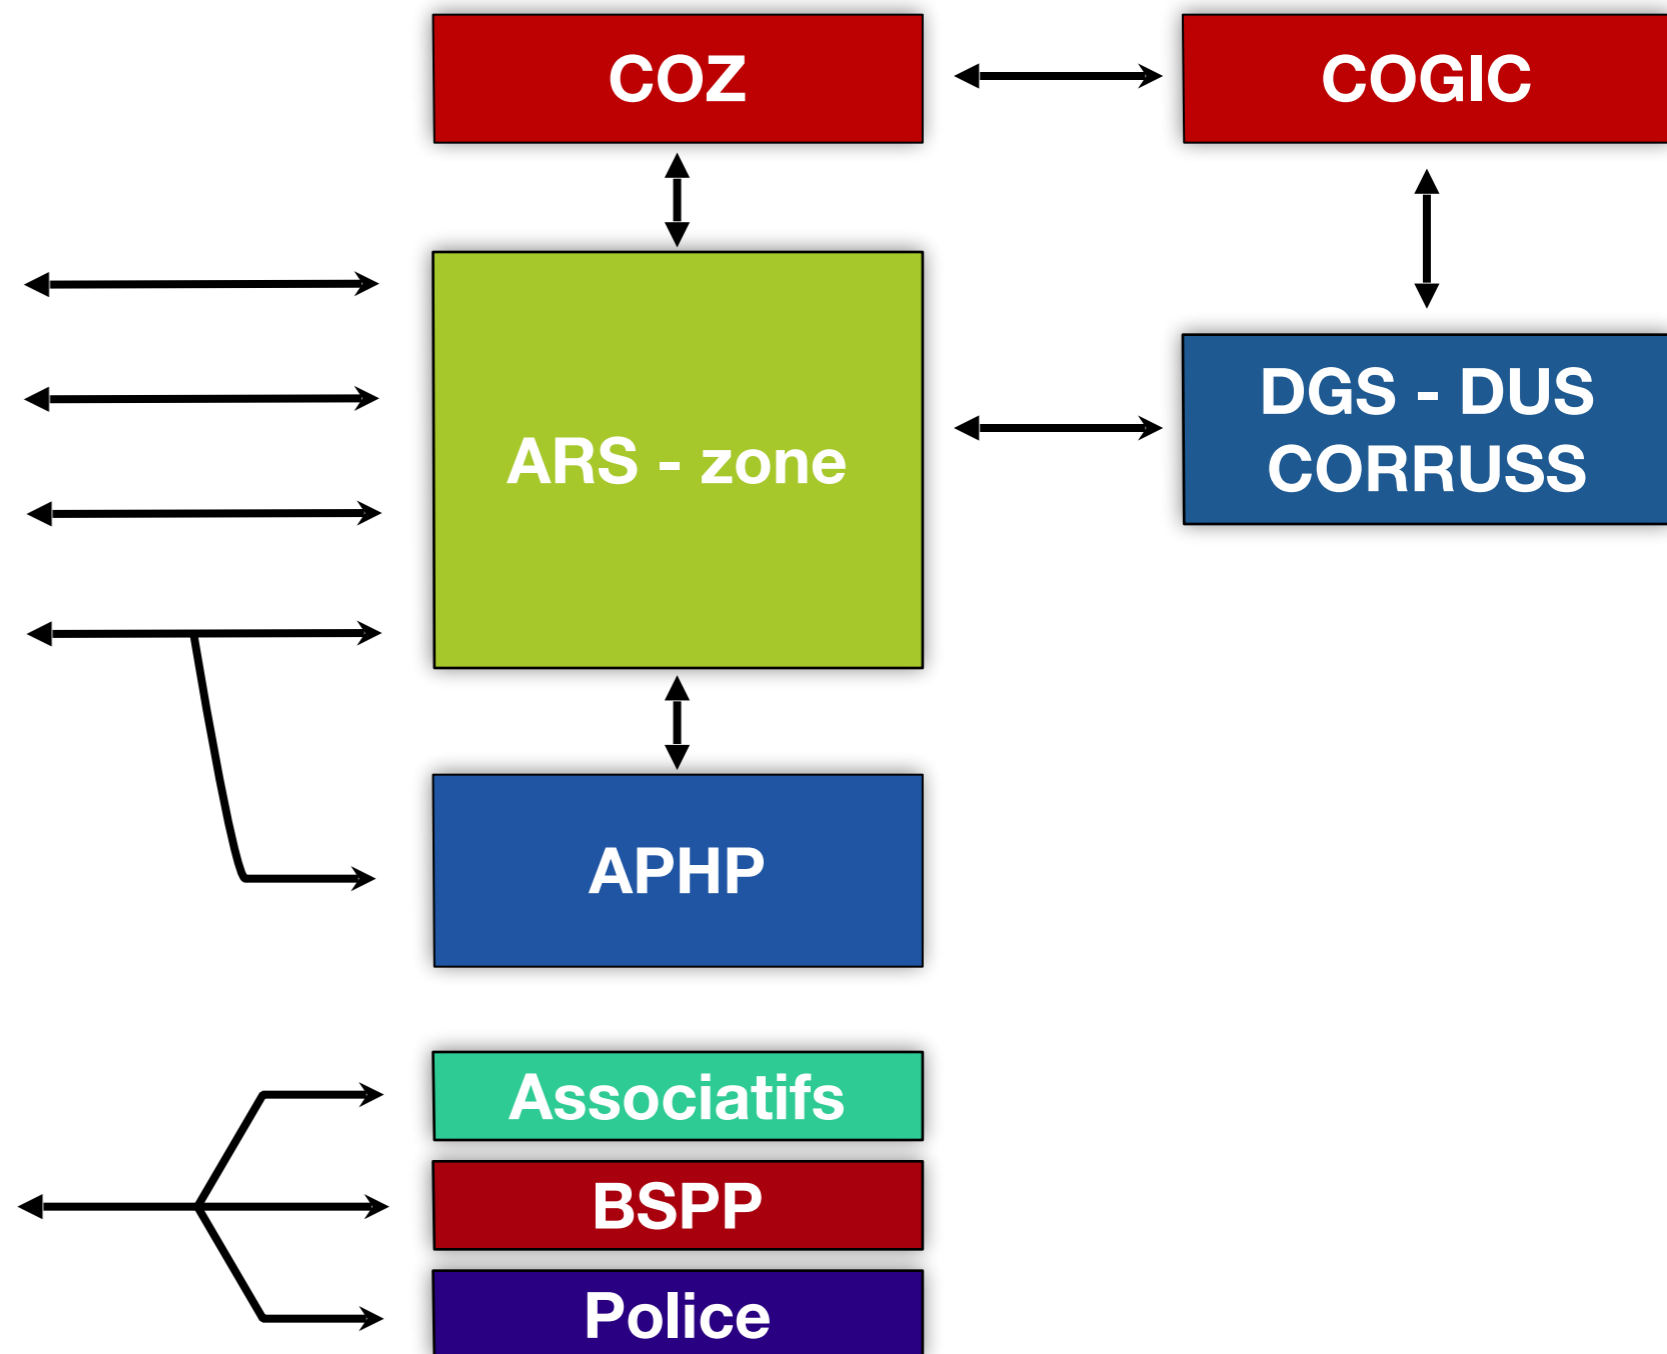 COZ
COGIC
ARS - zone
DGS - DUS
CORRUSS
APHP
Associatifs
BSPP
Police